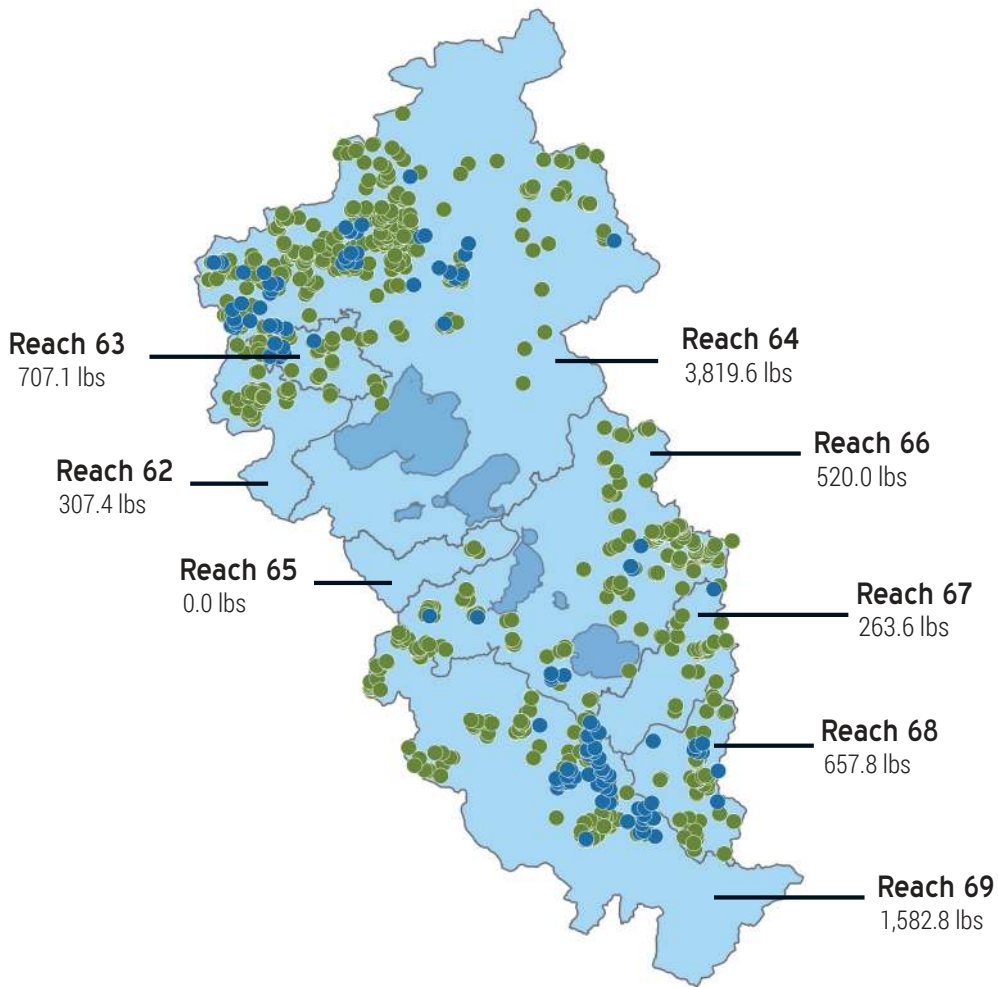 Reach 63
707.1 lbs
Reach 64
3,819.6 lbs
Reach 66
520.0 lbs
Reach 62
307.4 lbs
Reach 65
0.0 lbs
Reach 67
263.6 lbs
Reach 68
657.8 lbs
Reach 69
1,582.8 lbs